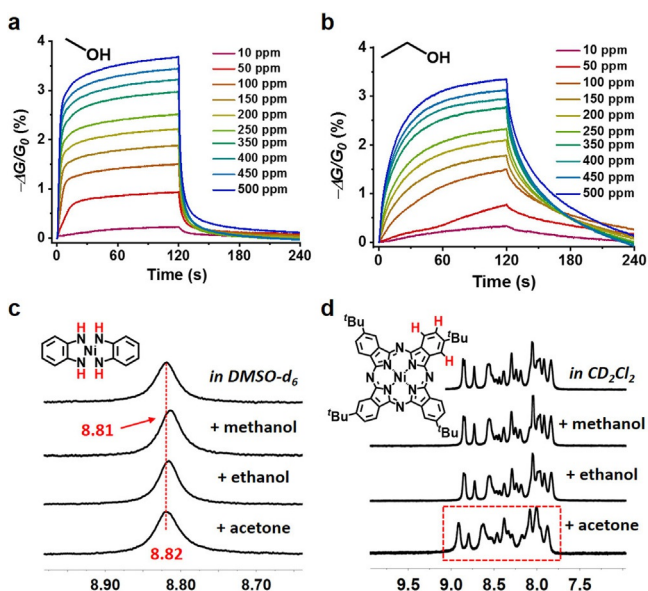 a
OH
−ΔG/G0 (%)
4
3
2
1
0
0 60 120 180 240
Time (s)
10 ppm
50 ppm
100 ppm
150 ppm
200 ppm
250 ppm
350 ppm
400 ppm
450 ppm
500 ppm
b
OH
−ΔG/G0 (%)
4
3
2
1
0
0 60 120 180 240
Time (s)
10 ppm
50 ppm
100 ppm
150 ppm
200 ppm
250 ppm
350 ppm
400 ppm
450 ppm
500 ppm
c
H H
N N
Ni
N N
H H
in DMSO-d6
8.81
+ methanol
+ ethanol
+ acetone
8.82
8.90 8.80 8.70
d
tBu
H
H
tBu
H
N N N
N Ni N
N N N
tBu
tBu
in CD2Cl2
+ methanol
+ ethanol
+ acetone
9.5 9.0 8.5 8.0 7.5